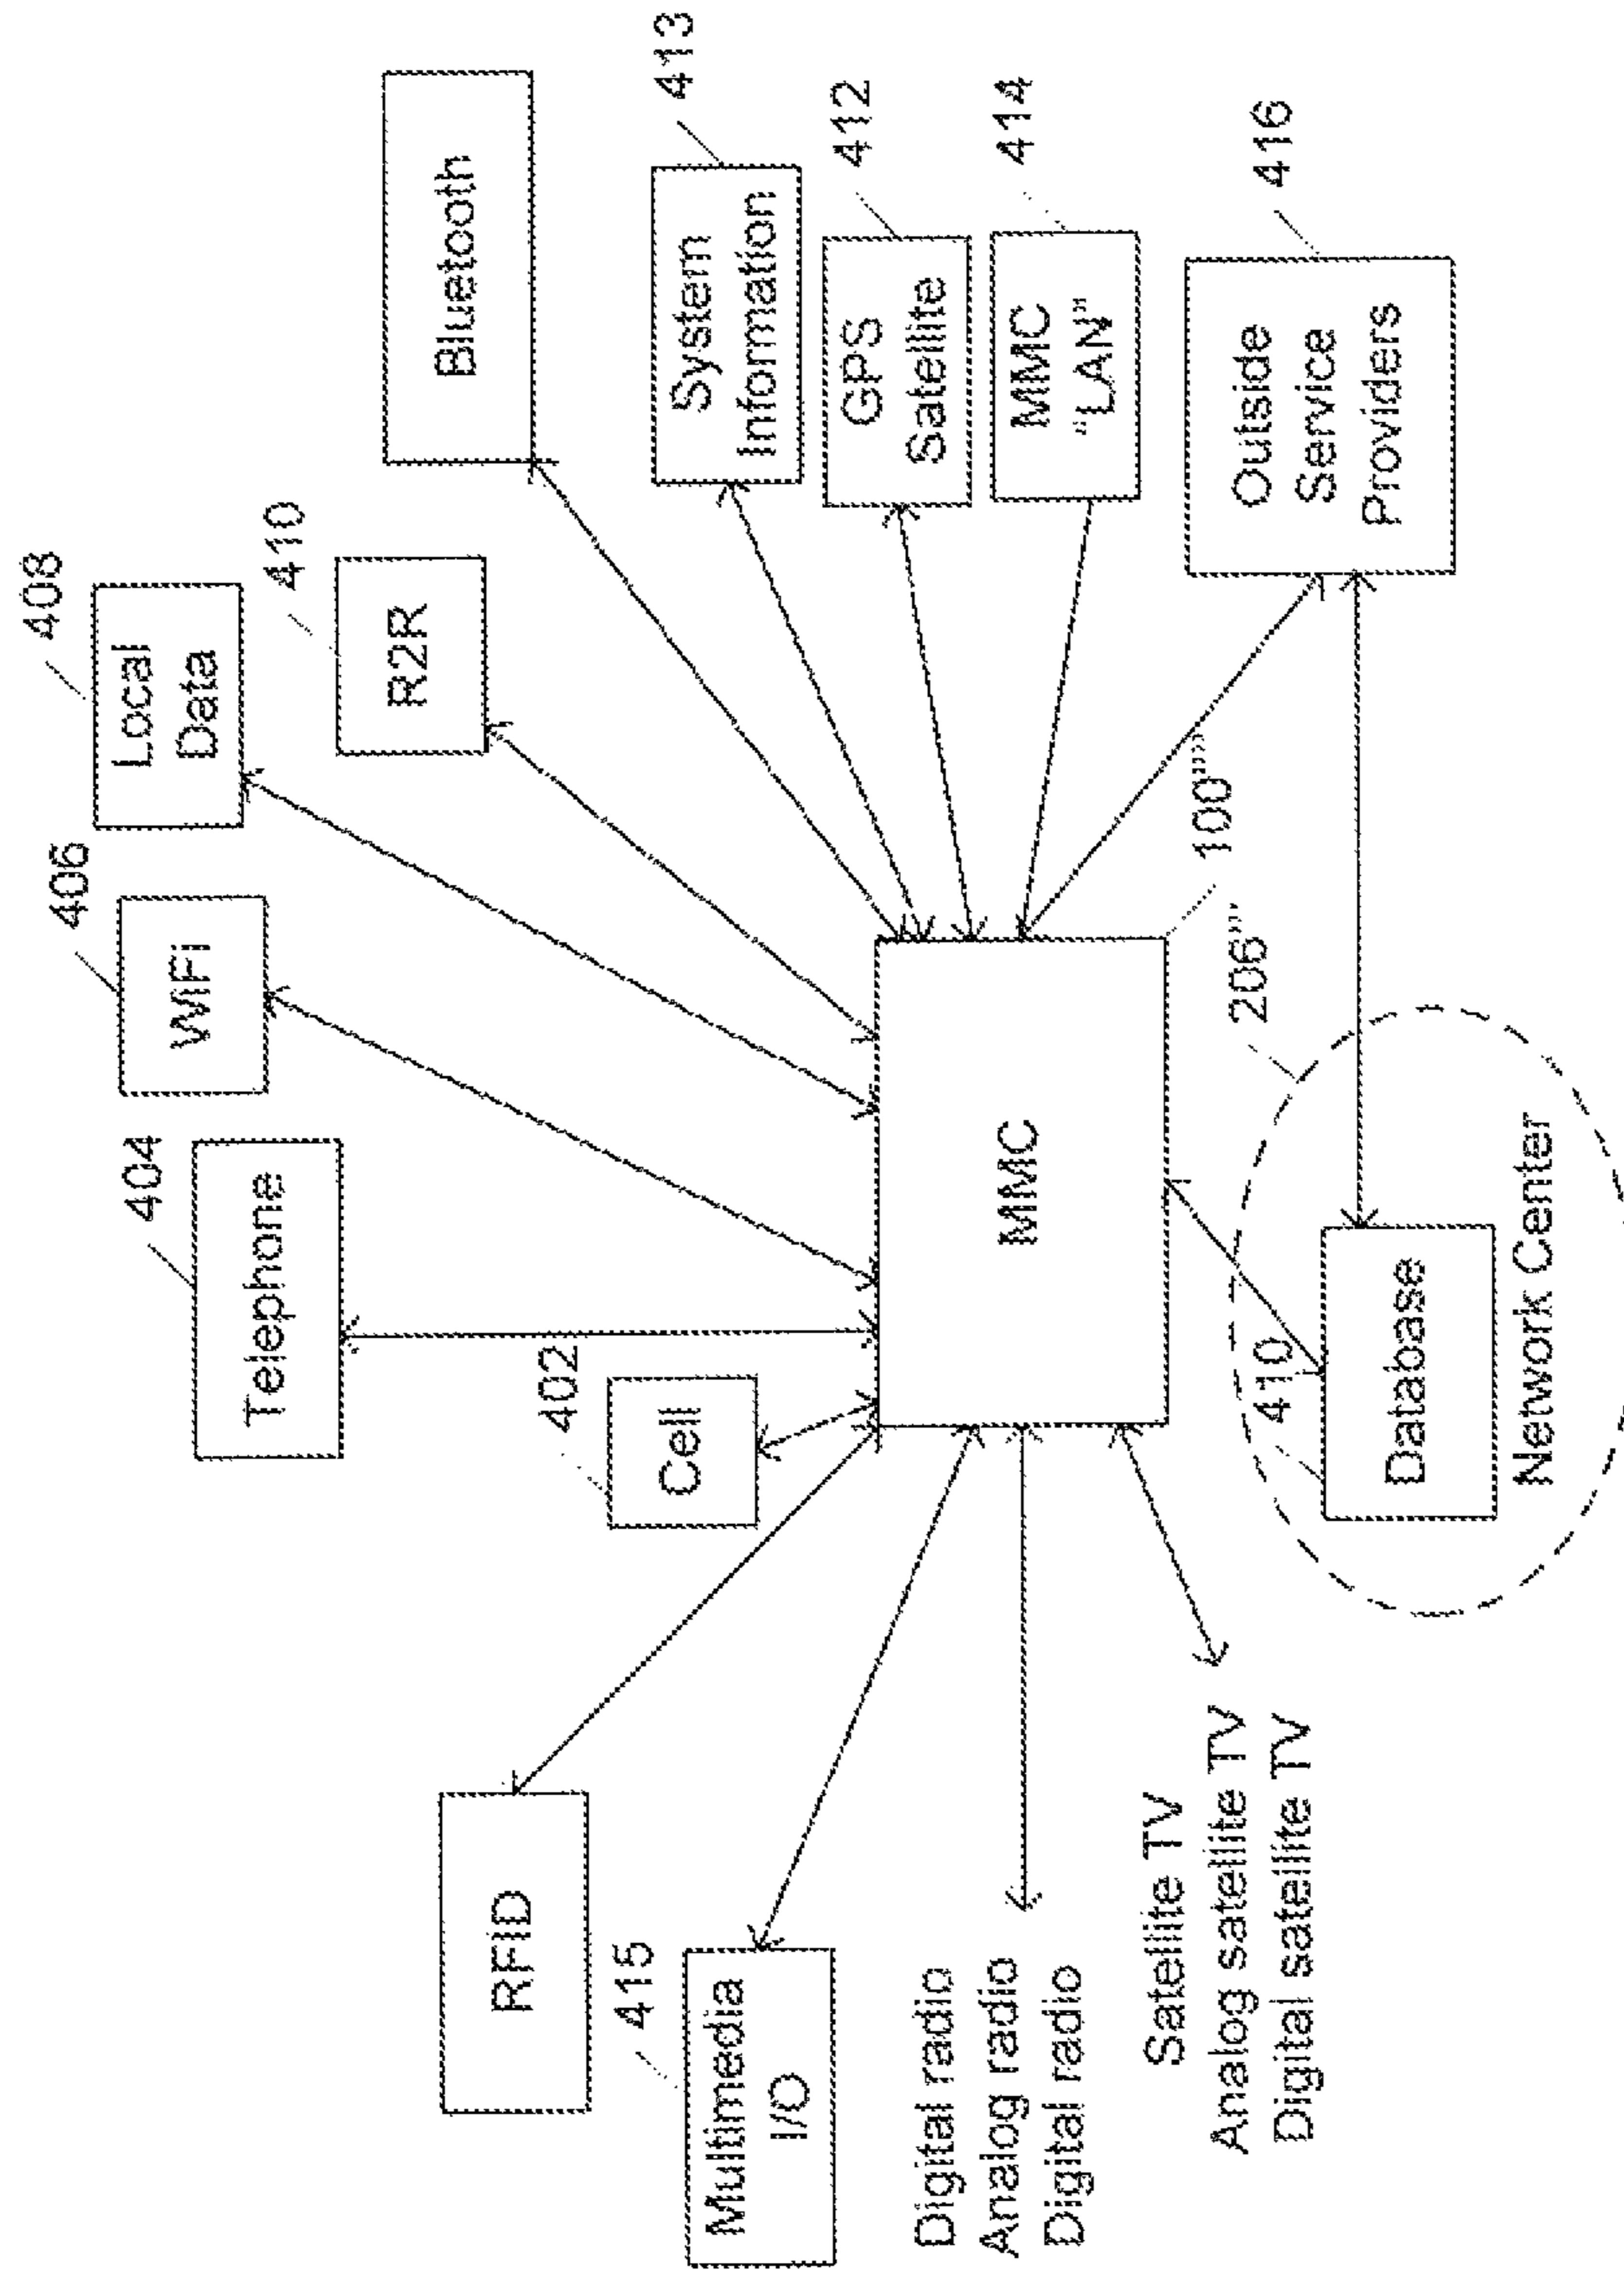 408
Local
Data
406
WiFi
410
R2R
404
Telephone
Bluetooth
402
Cell
RFID
413
System
Information
415
Multimedia
I/O
412
GPS
Satellite
MMC
414
MMC
"LAN"
Digital radio
Analog radio
Digital radio
100'''''
206''''
416
Outside
Service
Providers
Satellite TV
Analog satellite TV
Digital satellite TV
410
Database
Network Center